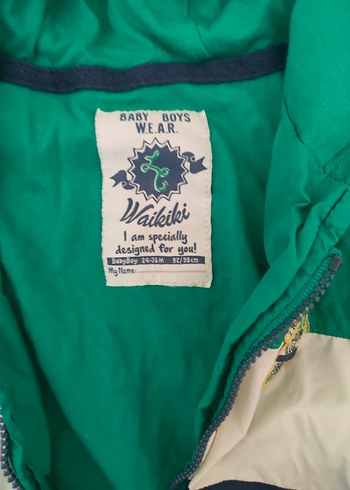 BABY BOYS
W.E.A.R.
LC
Waikiki
I am specially
designed for you!
BabyBoy 24-36M 92/98cm
My Name: